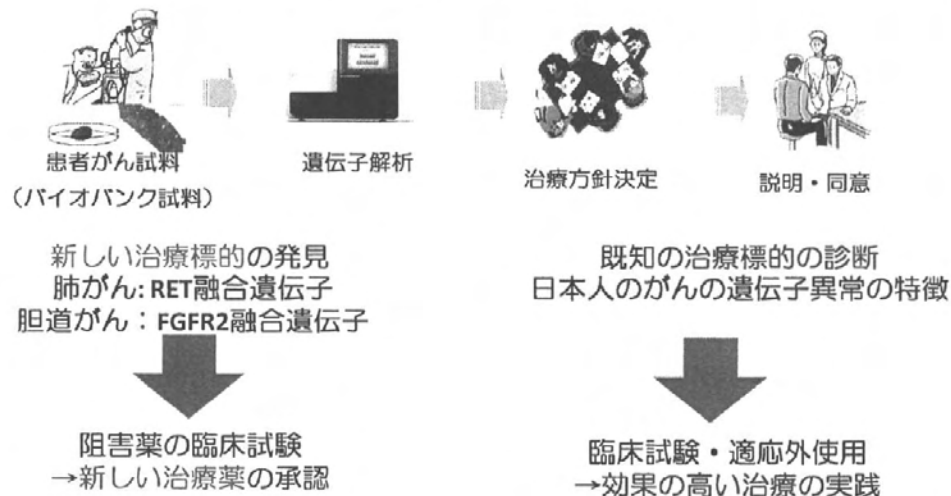 患者がん試料
(バイオバンク試料)
遺伝子解析
治療方針決定
説明・同意
新しい治療標的の発見
肺がん: RET融合遺伝子
胆道がん：FGFR2融合遺伝子
阻害薬の臨床試験
→新しい治療薬の承認
既知の治療標的の診断
日本人のがんの遺伝子異常の特徴
臨床試験・適応外使用
→効果の高い治療の実践